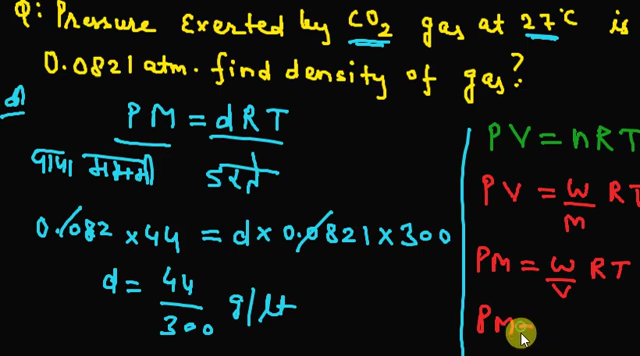 Q: Pressure exerted by CO2 gas at 27°C is
0.0821 atm. find density of gas?
PM = dRT
पापा मम्मी डरते
0.082 × 44 = d × 0.0821 × 300
d = 44/300 g/lt
PV = nRT
PV = w/m RT
PM = w/V RT
PM=